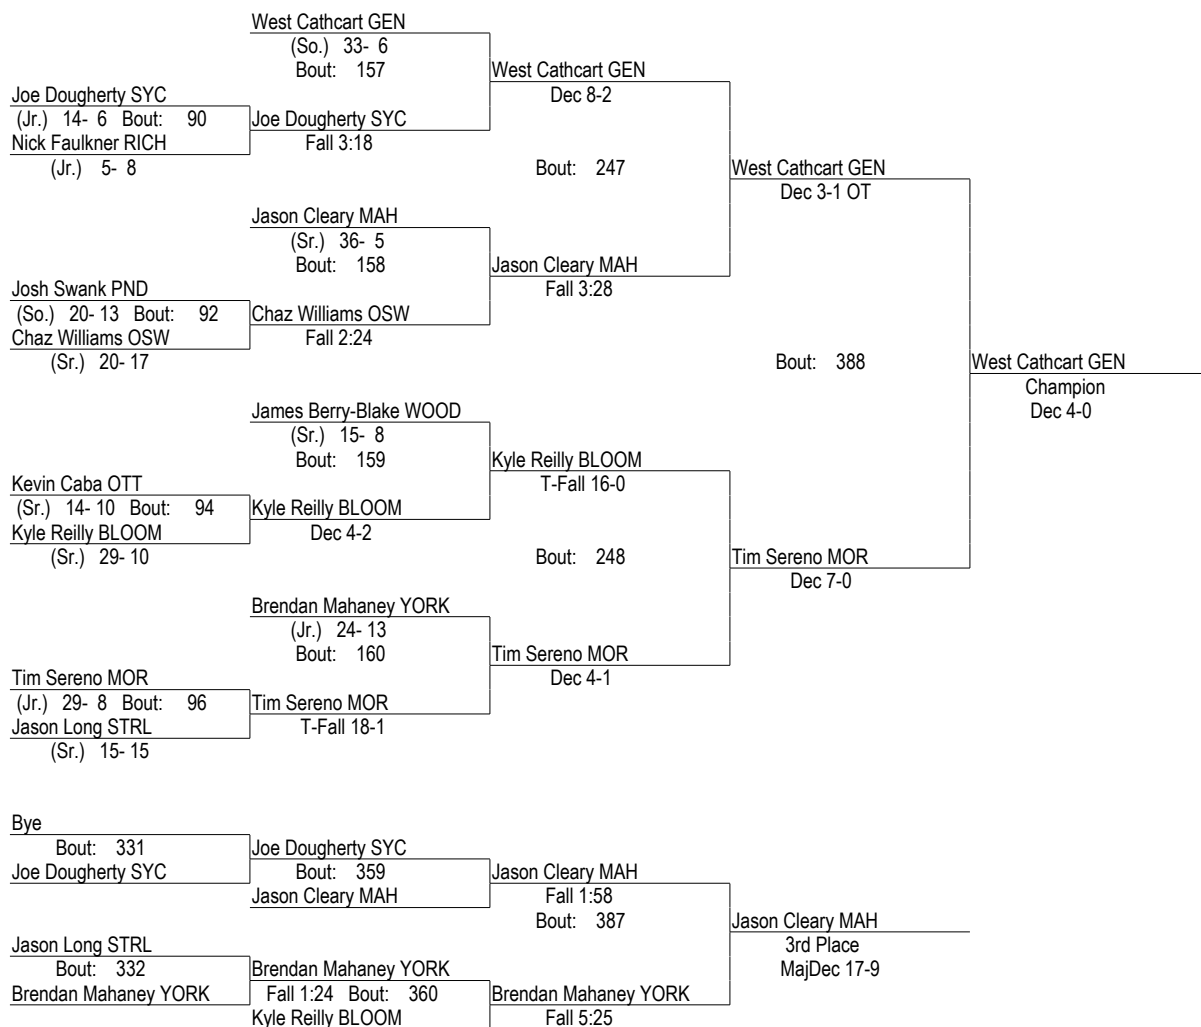 West Cathcart GEN
(So.) 33- 6
Bout: 157
West Cathcart GEN
Dec 8-2
Joe Dougherty SYC
(Jr.) 14- 6 Bout: 90
Joe Dougherty SYC
Nick Faulkner RICH
Fall 3:18
(Jr.) 5- 8
Bout: 247
West Cathcart GEN
Dec 3-1 OT
Jason Cleary MAH
(Sr.) 36- 5
Bout: 158
Jason Cleary MAH
Fall 3:28
Josh Swank PND
(So.) 20- 13 Bout: 92
Chaz Williams OSW
Chaz Williams OSW
Fall 2:24
(Sr.) 20- 17
Bout: 388
West Cathcart GEN
Champion
Dec 4-0
James Berry-Blake WOOD
(Sr.) 15- 8
Bout: 159
Kyle Reilly BLOOM
T-Fall 16-0
Kevin Caba OTT
(Sr.) 14- 10 Bout: 94
Kyle Reilly BLOOM
Kyle Reilly BLOOM
Dec 4-2
(Sr.) 29- 10
Bout: 248
Tim Sereno MOR
Dec 7-0
Brendan Mahaney YORK
(Jr.) 24- 13
Bout: 160
Tim Sereno MOR
Dec 4-1
Tim Sereno MOR
(Jr.) 29- 8 Bout: 96
Tim Sereno MOR
Jason Long STRL
T-Fall 18-1
(Sr.) 15- 15
Bye
Bout: 331
Joe Dougherty SYC
Joe Dougherty SYC
Bout: 359
Jason Cleary MAH
Jason Cleary MAH
Fall 1:58
Bout: 387
Jason Cleary MAH
3rd Place
MajDec 17-9
Jason Long STRL
Bout: 332
Brendan Mahaney YORK
Brendan Mahaney YORK
Fall 1:24 Bout: 360
Kyle Reilly BLOOM
Brendan Mahaney YORK
Fall 5:25